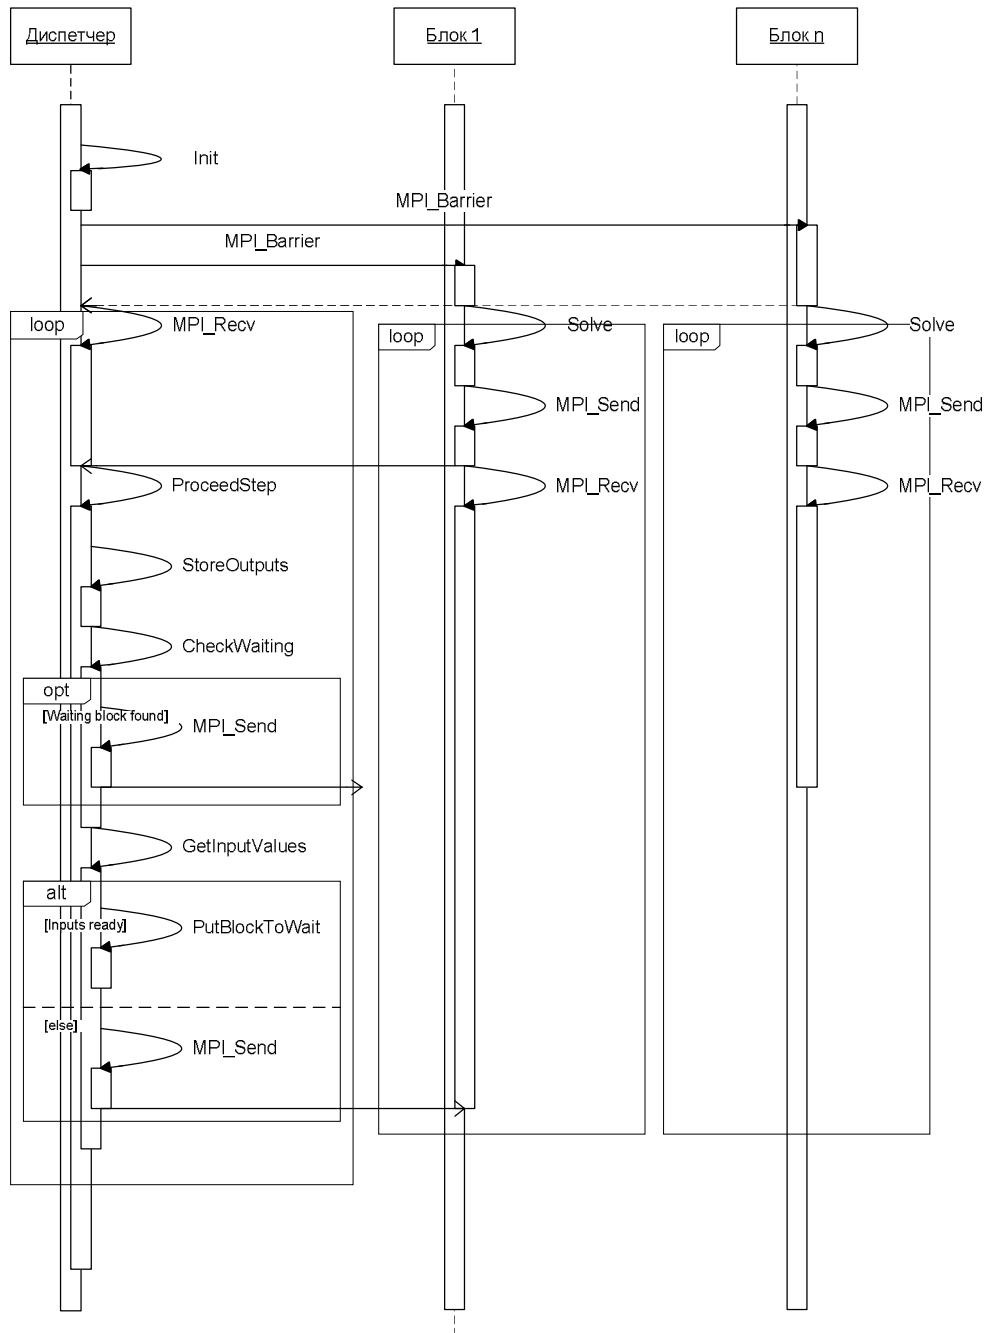 Диспетчер
Блок 1
Блок n
Init
MPI_Barrier
MPI_Barrier
loop
MPI_Recv
loop
Solve
loop
Solve
MPI_Send
MPI_Send
ProceedStep
MPI_Recv
MPI_Recv
StoreOutputs
CheckWaiting
opt
[Waiting block found]
MPI_Send
GetInputValues
alt
[Inputs ready]
PutBlockToWait
[else]
MPI_Send